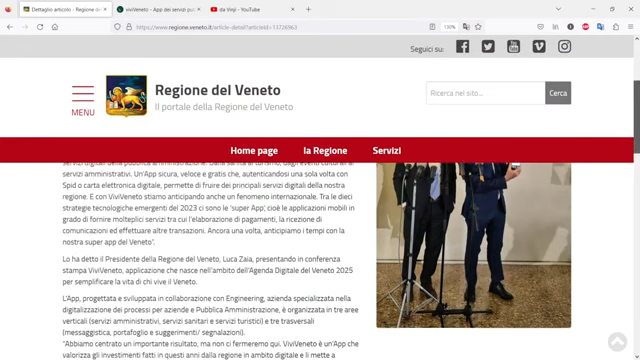 Dettaglio articolo - Regione de
viviVeneto - App dei servizi pu
da Vinji - YouTube
https://www.regione.veneto.it/article-detail?articleId=13726963
150%
Seguici su:
MENU
Regione del Veneto
Il portale della Regione del Veneto
Ricerca nel sito...
Cerca
Home page
la Regione
Servizi
servizi digitali della pubblica amministrazione. Dalla sanità al turismo, dagli eventi culturali ai
servizi amministrativi. Un'App sicura, veloce e gratis che, autenticandosi una sola volta con
Spid o carta elettronica digitale, permette di fruire dei principali servizi digitali della nostra
regione. E con ViviVeneto stiamo anticipando anche un fenomeno internazionale. Tra le dieci
strategie tecnologiche emergenti del 2023 ci sono le 'super App', cioè le applicazioni mobili in
grado di fornire molteplici servizi tra cui l'elaborazione di pagamenti, la ricezione di
comunicazioni ed effettuare altre transazioni. Ancora una volta, anticipiamo i tempi con la
nostra super app del Veneto".
Lo ha detto il Presidente della Regione del Veneto, Luca Zaia, presentando in conferenza
stampa ViviVeneto, applicazione che nasce nell'ambito dell'Agenda Digitale del Veneto 2025
per semplificare la vita di chi vive il Veneto.
L'App, progettata e sviluppata in collaborazione con Engineering, azienda specializzata nella
digitalizzazione dei processi per aziende e Pubblica Amministrazione, è organizzata in tre aree
verticali (servizi amministrativi, servizi sanitari e servizi turistici) e tre trasversali
(messaggistica, portafoglio e suggerimenti/ segnalazioni).
"Abbiamo centrato un importante risultato, ma non ci fermeremo qui. ViviVeneto è un'App che
valorizza gli investimenti fatti in questi anni dalla regione in ambito digitale e li mette a